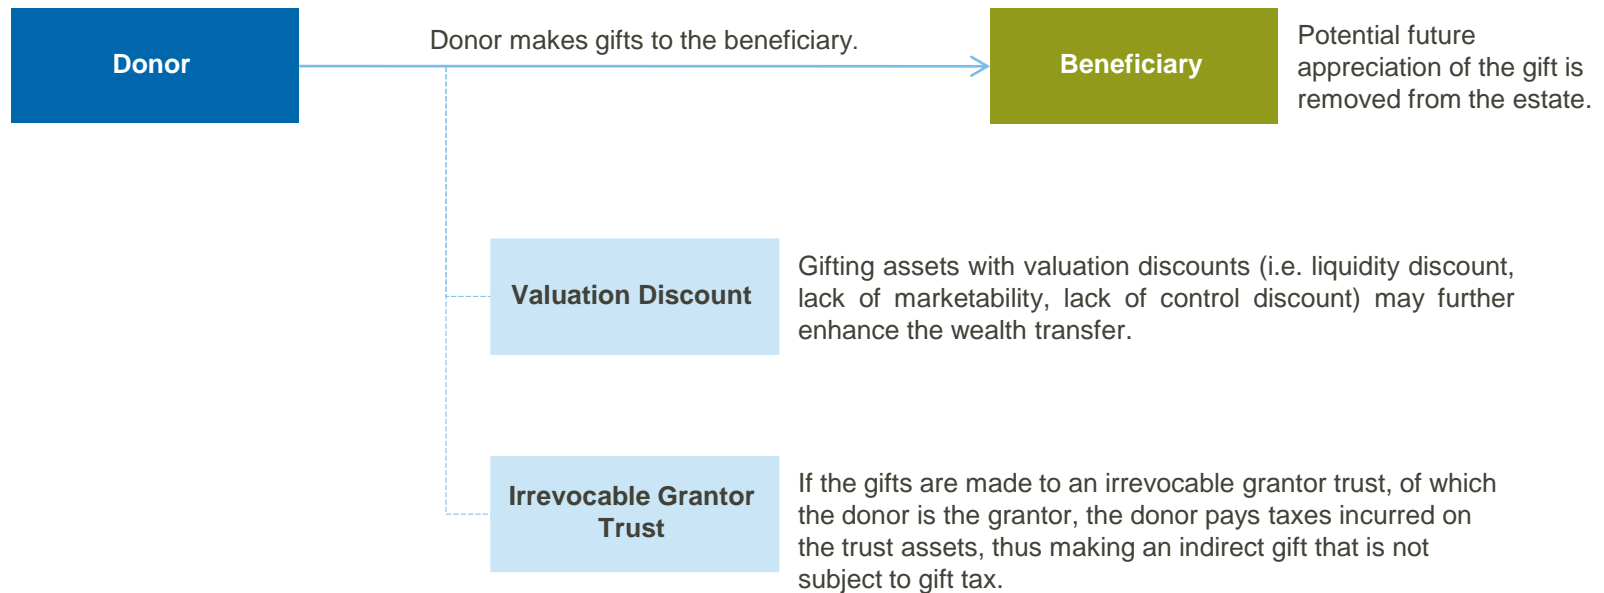 Donor
Donor makes gifts to the beneficiary.
Beneficiary
Potential future
appreciation of the gift is
removed from the estate.
Valuation Discount
Gifting assets with valuation discounts (i.e. liquidity discount,
lack of marketability, lack of control discount) may further
enhance the wealth transfer.
Irrevocable Grantor
Trust
If the gifts are made to an irrevocable grantor trust, of which
the donor is the grantor, the donor pays taxes incurred on
the trust assets, thus making an indirect gift that is not
subject to gift tax.